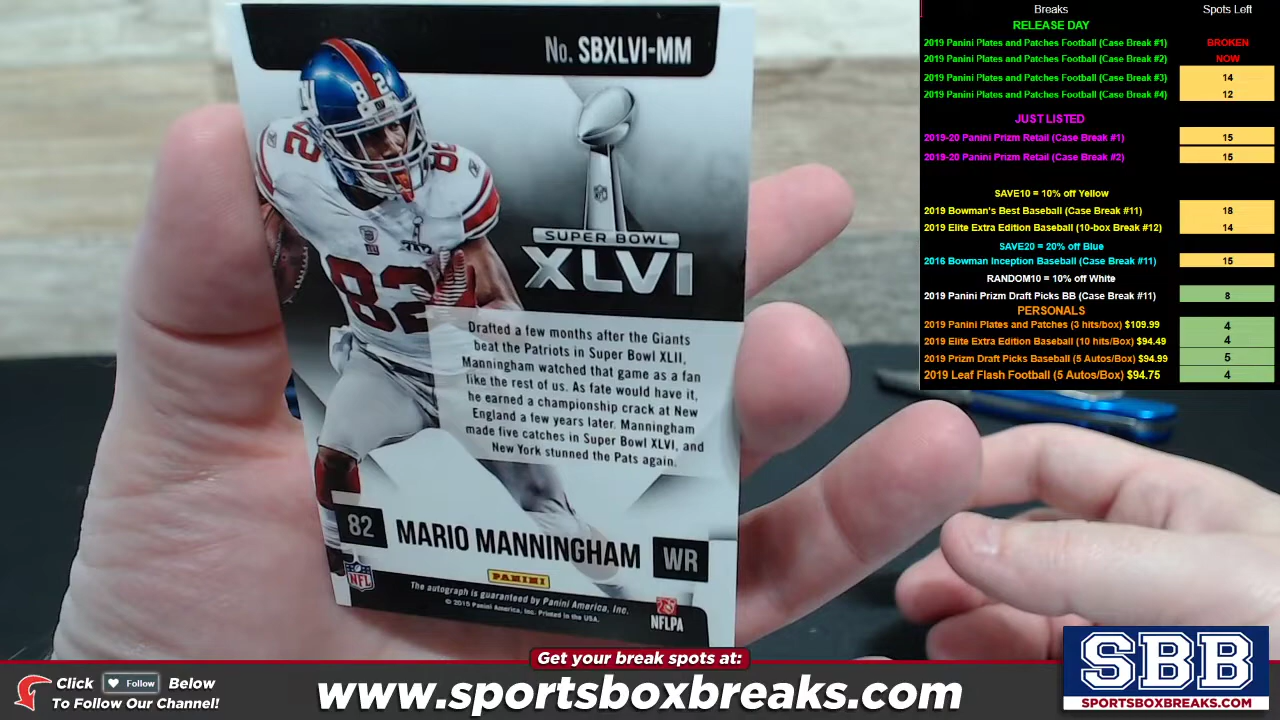 No. SBXLVI-MM
82
82
82
SUPER BOWL
XLVI
Drafted a few months after the Giants
beat the Patriots in Super Bowl XLII,
Manningham watched that game as a fan
like the rest of us. As fate would have it,
he earned a championship crack at New
England a few years later. Manningham
made five catches in Super Bowl XLVI, and
New York stunned the Pats again.
82 MARIO MANNINGHAM WR
NFL
PANINI
The autograph is guaranteed by Panini America, Inc.
© 2019 Panini America, Inc. Printed in the USA.
NFLPA
Breaks Spots Left
RELEASE DAY
2019 Panini Plates and Patches Football (Case Break #1) BROKEN
2019 Panini Plates and Patches Football (Case Break #2) NOW
2019 Panini Plates and Patches Football (Case Break #3) 14
2019 Panini Plates and Patches Football (Case Break #4) 12
JUST LISTED
2019-20 Panini Prizm Retail (Case Break #1) 15
2019-20 Panini Prizm Retail (Case Break #2) 15
SAVE10 = 10% off Yellow
2019 Bowman's Best Baseball (Case Break #11) 18
2019 Elite Extra Edition Baseball (10-box Break #12) 14
SAVE20 = 20% off Blue
2016 Bowman Inception Baseball (Case Break #11) 15
RANDOM10 = 10% off White
2019 Panini Prizm Draft Picks BB (Case Break #11) 8
PERSONALS
2019 Panini Plates and Patches (3 hits/box) $109.99 4
2019 Elite Extra Edition Baseball (10 hits/Box) $94.49 4
2019 Prizm Draft Picks Baseball (5 Autos/Box) $94.99 5
2019 Leaf Flash Football (5 Autos/Box) $94.75 4
Get your break spots at:
Click Follow Below
To Follow Our Channel!
www.sportsboxbreaks.com
SBB
SPORTSBOXBREAKS.COM